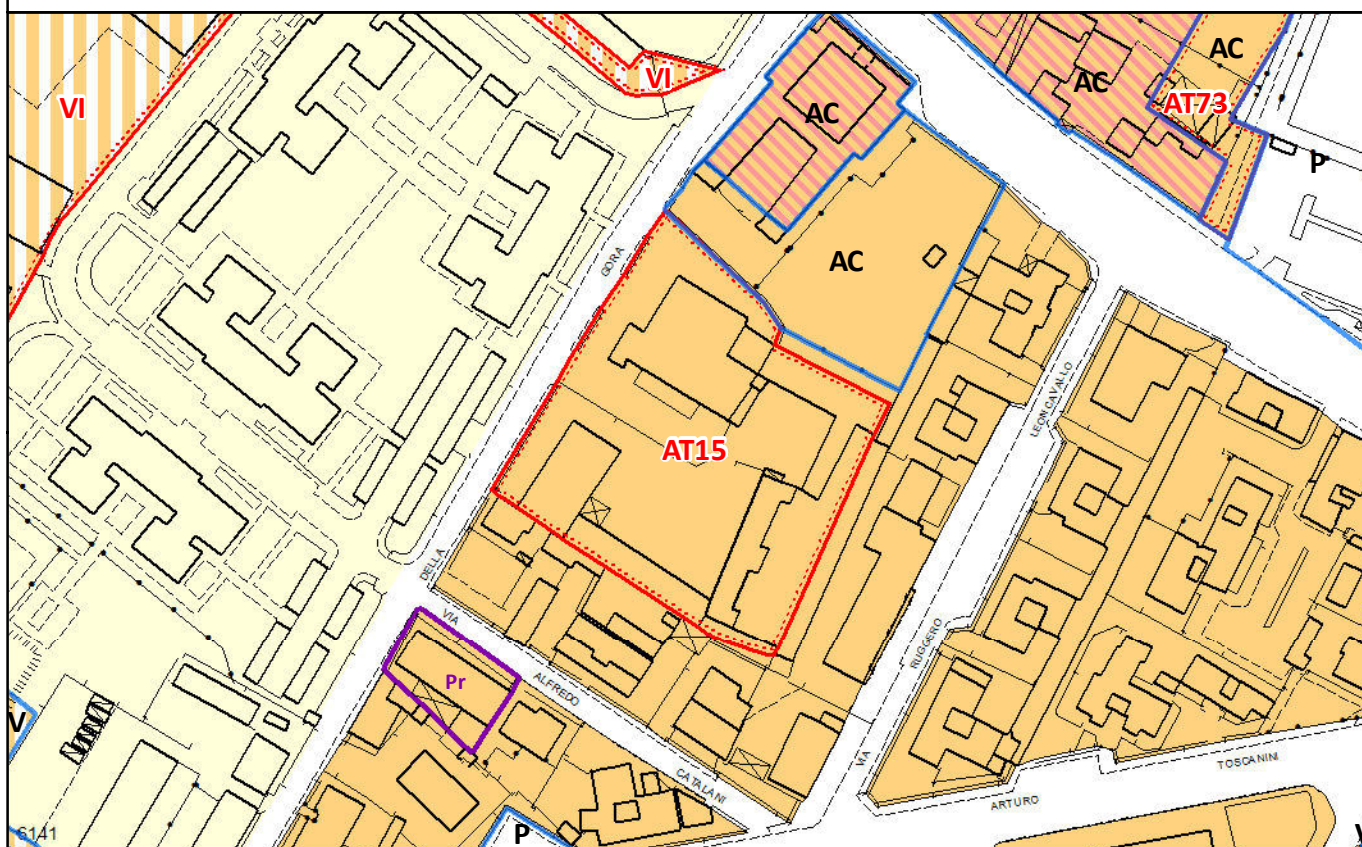 AC
VI
VI
AC
AC
AT73
AC
P
GORA
AC
LEONCAVALLO
AT15
DELLA
VIA
RUGGERO
Pr
ALFREDO
V
VIA
TOSCANINI
CATALANI
ARTURO
6141
P